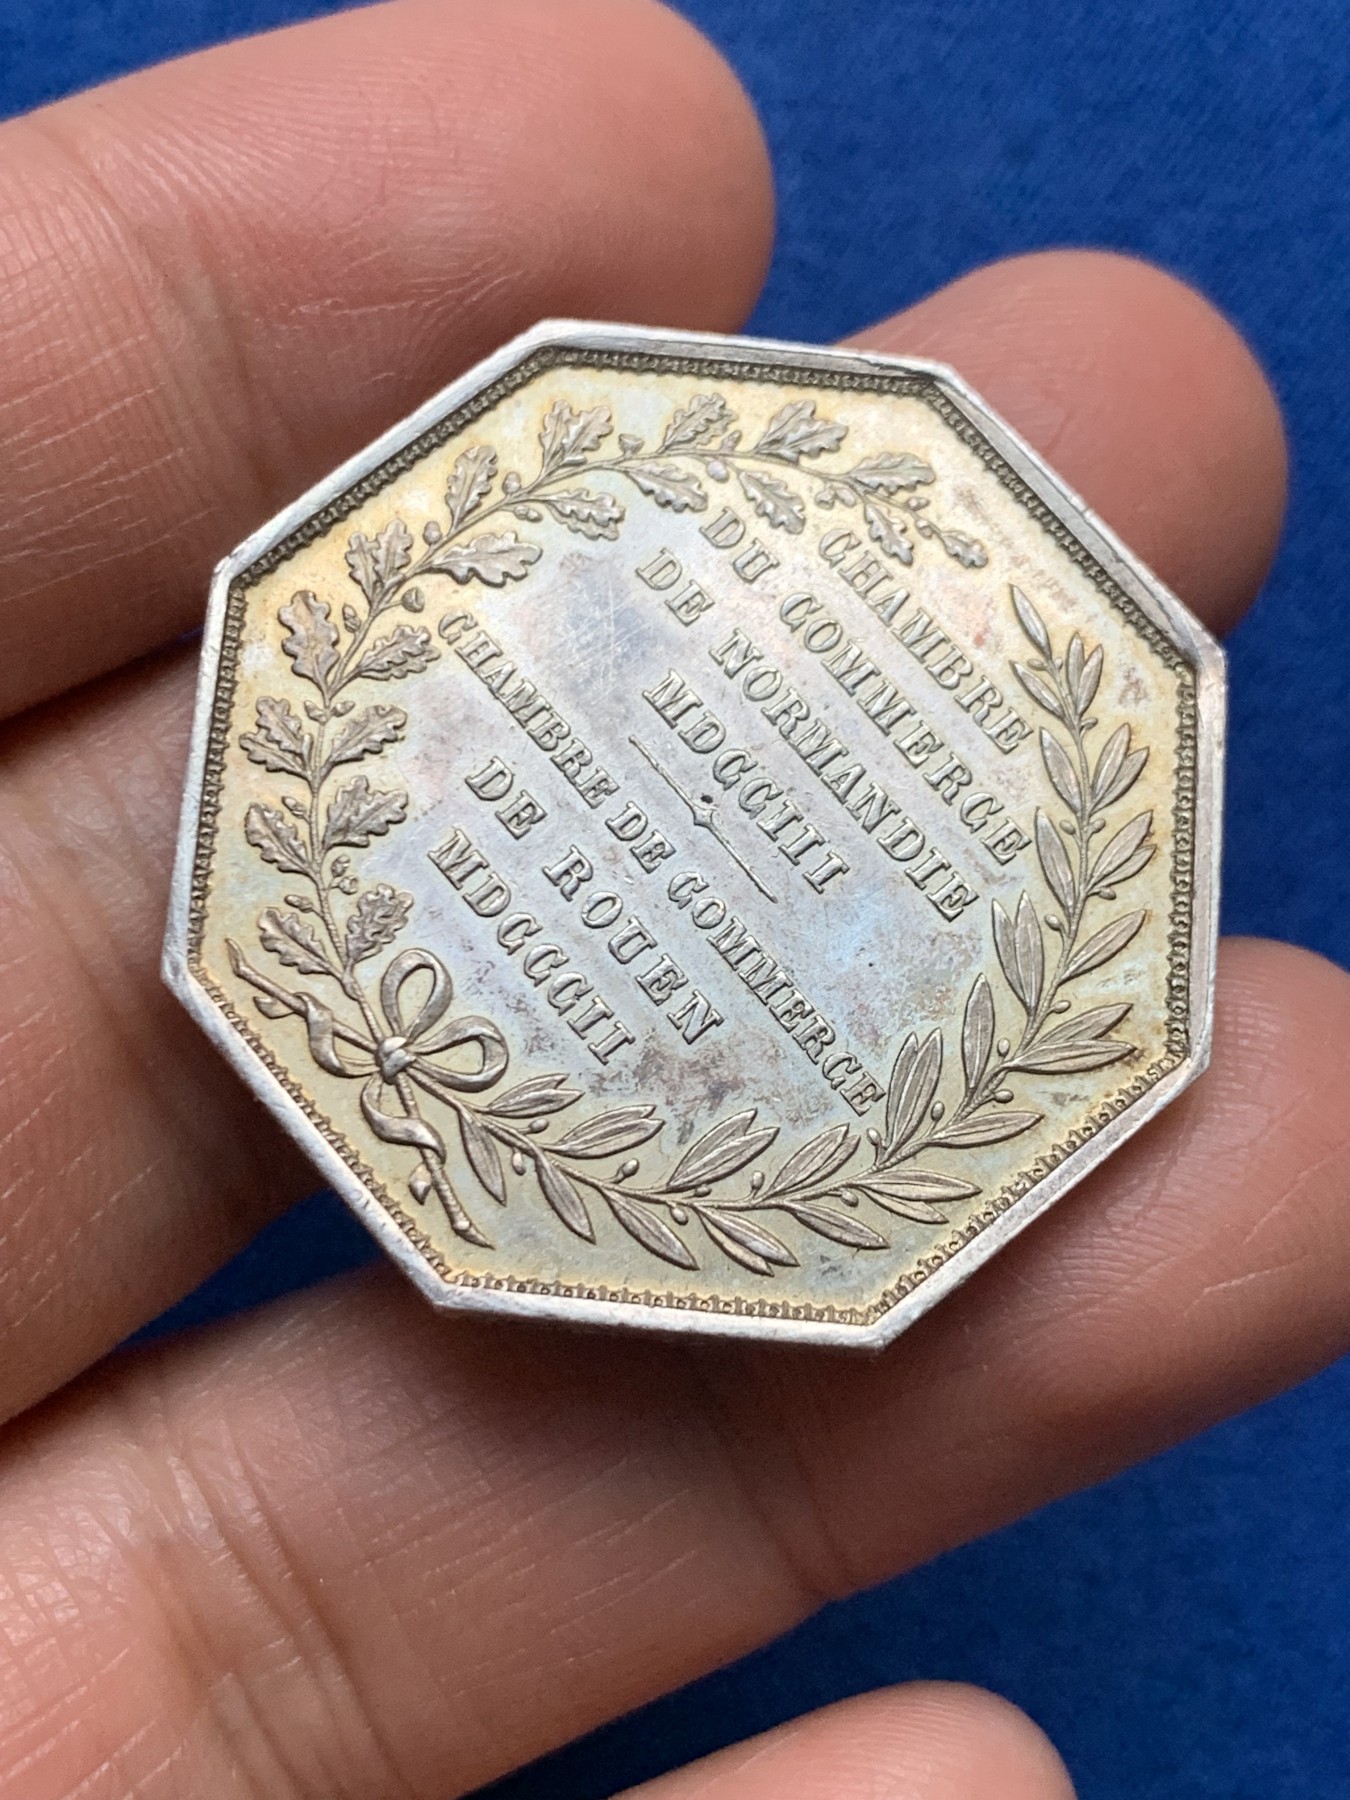 CHAMBRE
DU COMMERCE
DE NORMANDIE
MDCCIII
CHAMBRE DE COMMERCE
DE ROUEN
MDCCCII